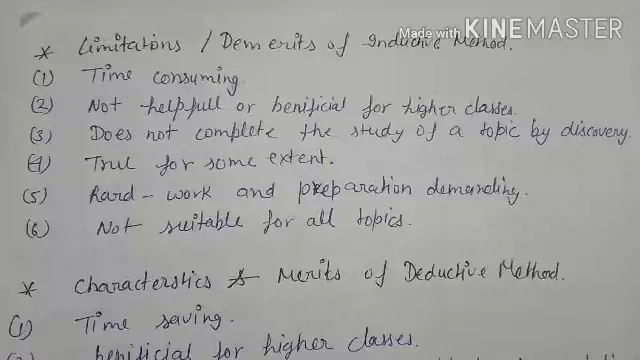 Made with KINEMASTER
* Limitations / Demerits of Inductive Method.
(1) Time consuming.
(2) Not helpfull or benificial for higher classes.
(3) Does not complete the study of a topic by discovery.
(4) True for some extent.
(5) Hard - work and preparation demanding.
(6) Not suitable for all topics.
* Characterstics & Merits of Deductive Method.
(1) Time saving.
benificial for higher classes.